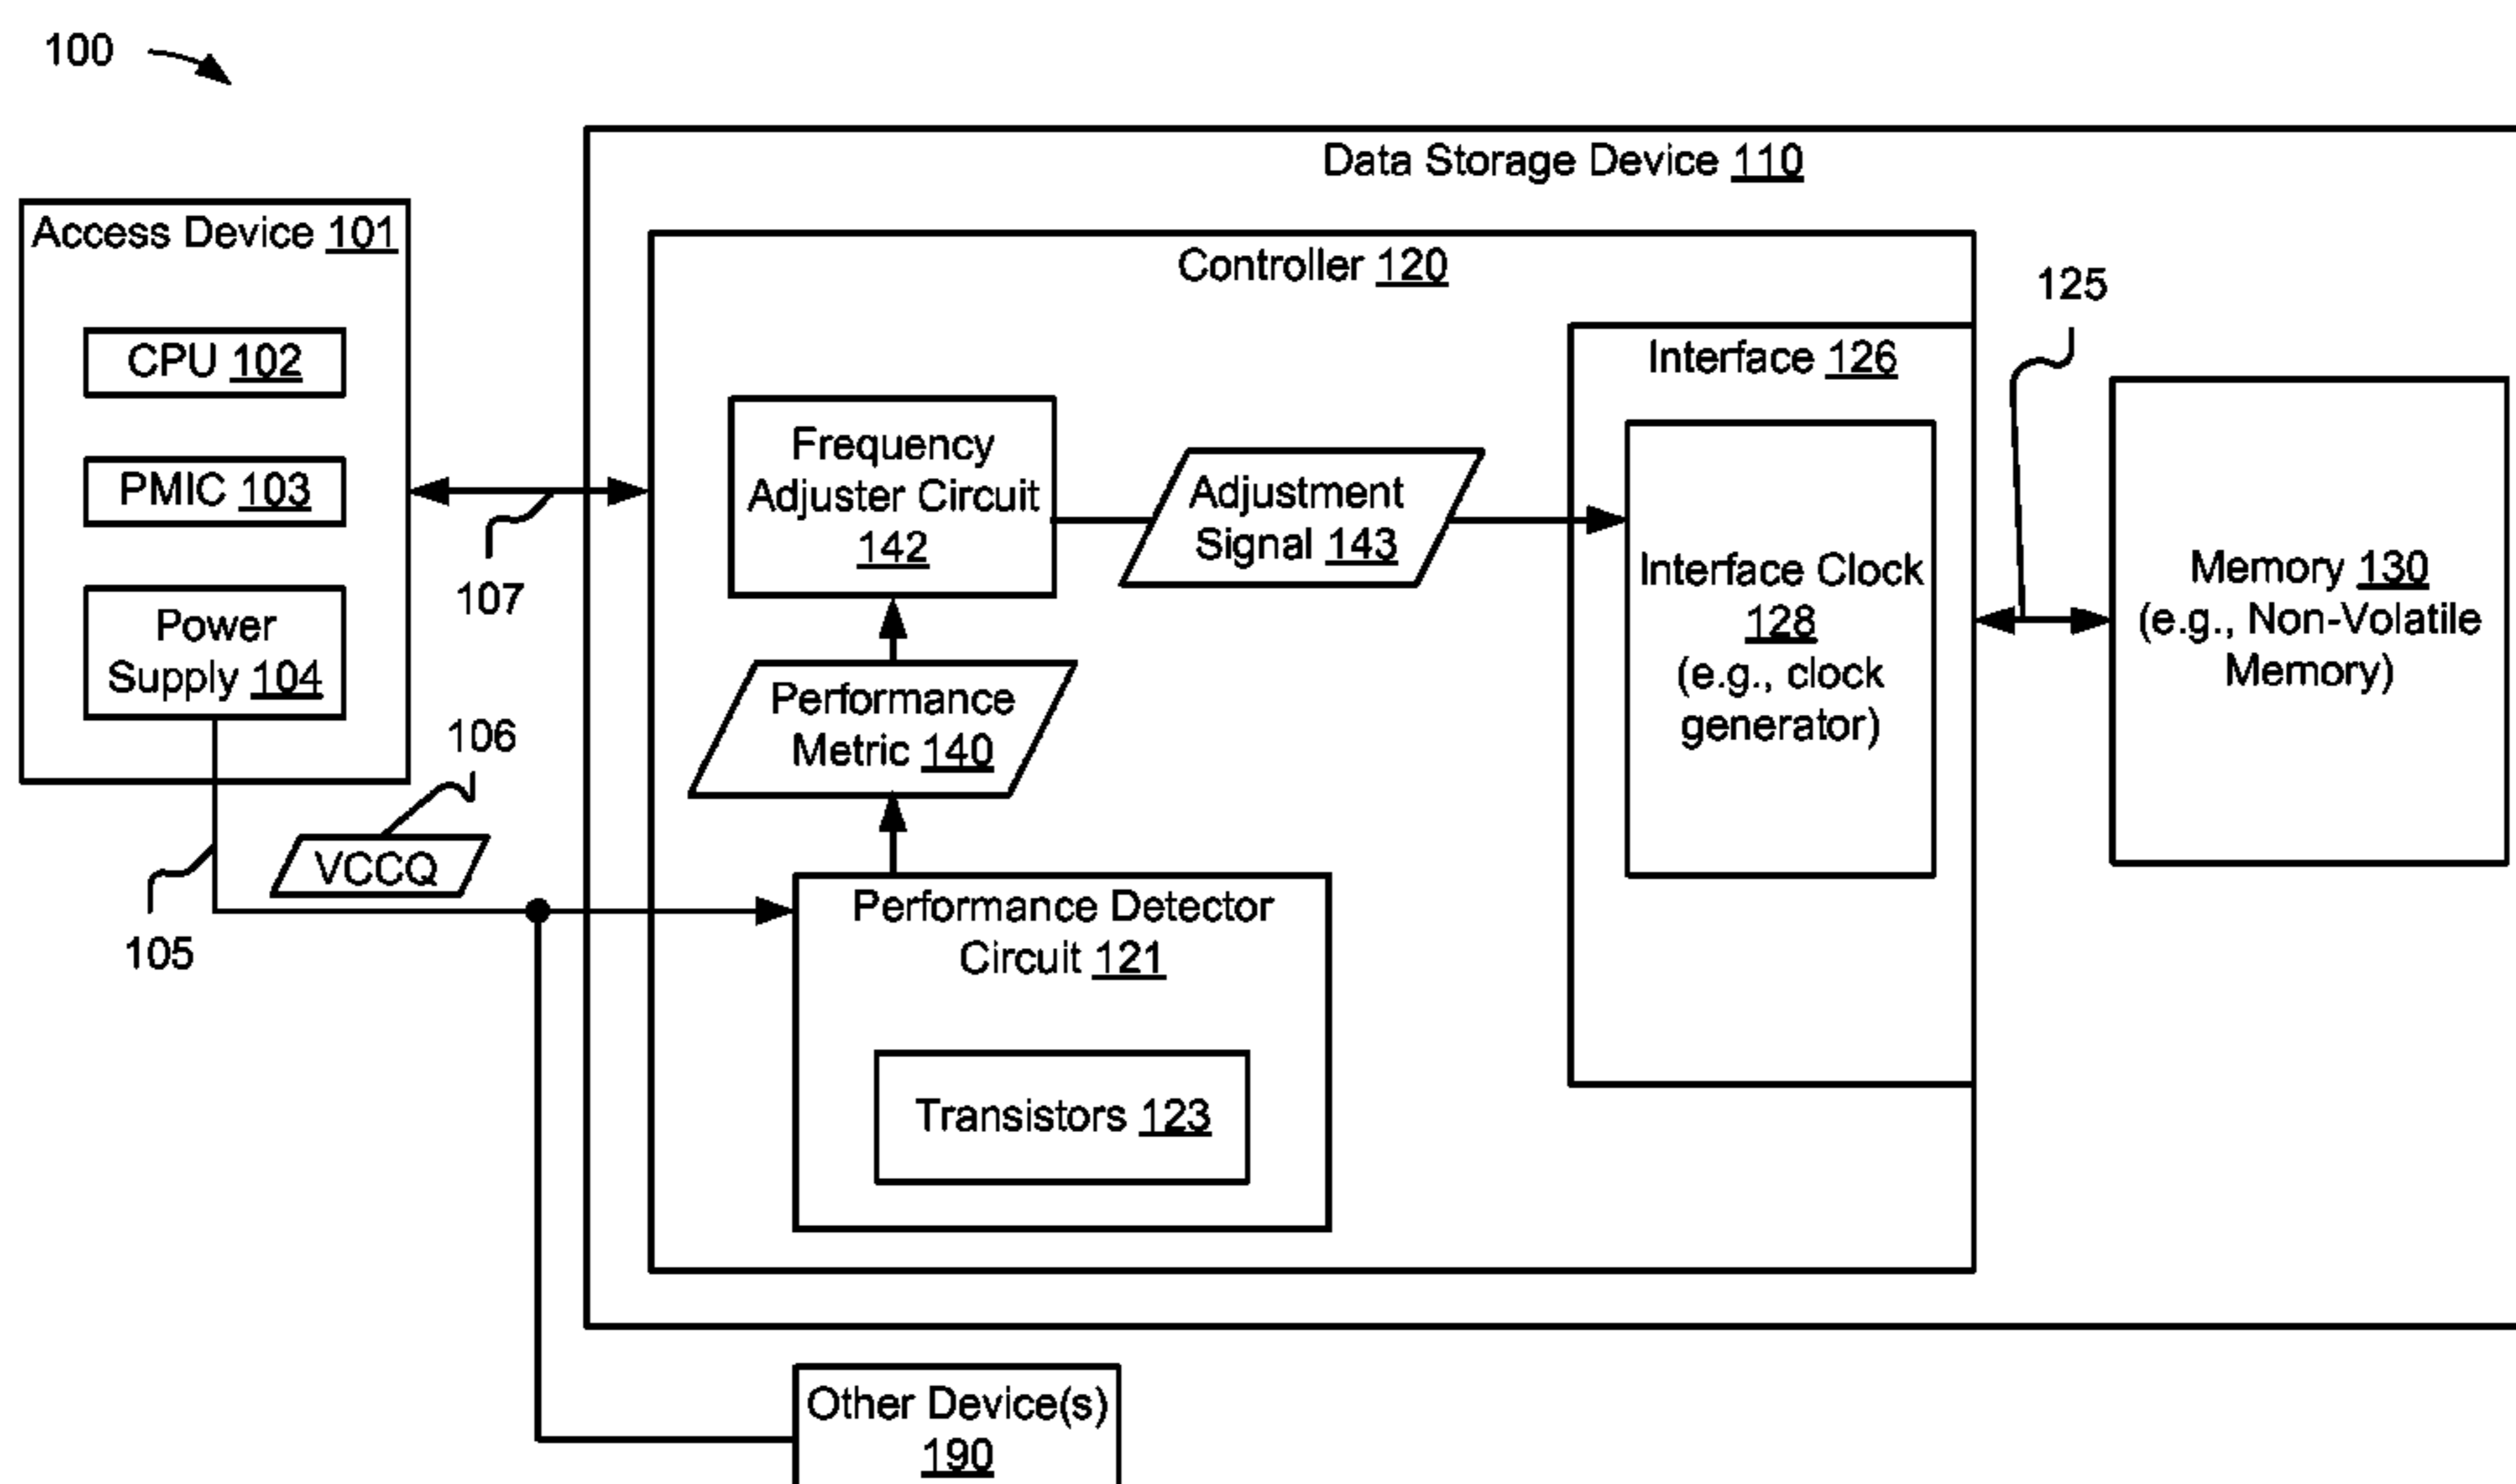 100
Data Storage Device 110
Access Device 101
CPU 102
PMIC 103
Power
Supply 104
107
106
VCCQ
105
Controller 120
Frequency
Adjuster Circuit
142
Adjustment
Signal 143
Performance
Metric 140
Performance Detector
Circuit 121
Transistors 123
Interface 126
Interface Clock
128
(e.g., clock
generator)
125
Memory 130
(e.g., Non-Volatile
Memory)
Other Device(s)
190